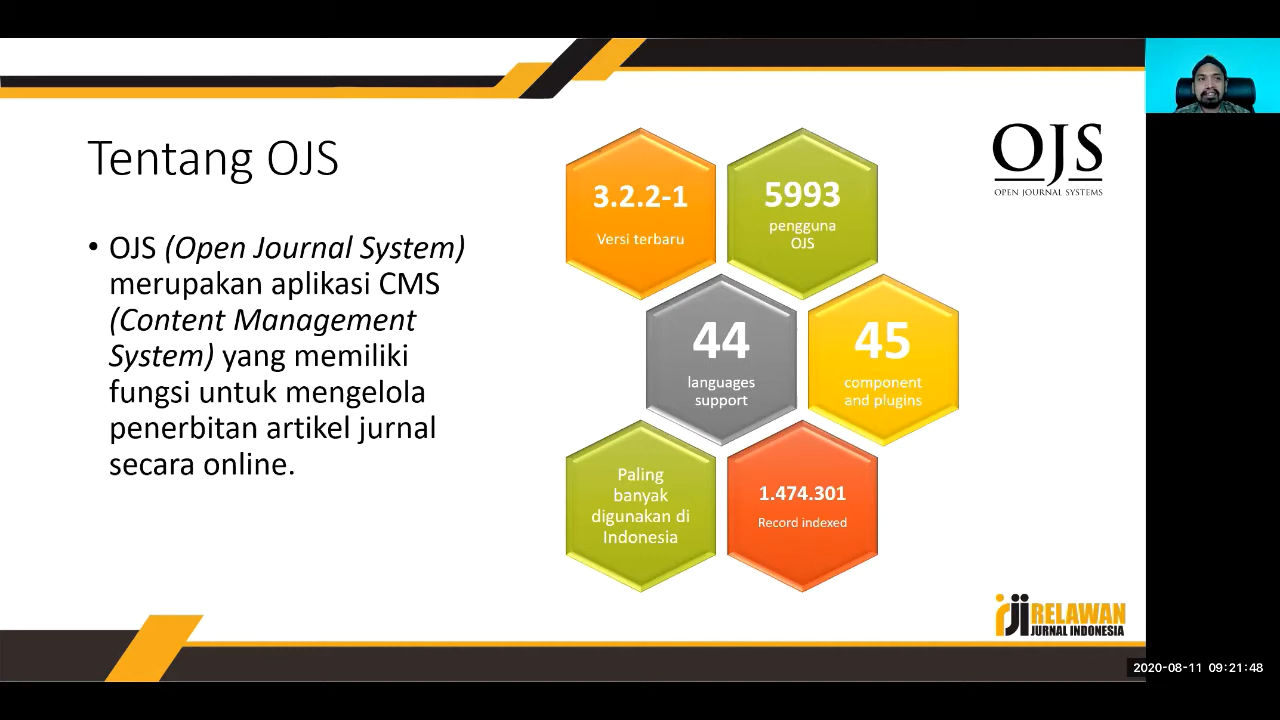 Tentang OJS
• OJS (Open Journal System)
merupakan aplikasi CMS
(Content Management
System) yang memiliki
fungsi untuk mengelola
penerbitan artikel jurnal
secara online.
3.2.2-1
Versi terbaru
5993
pengguna
OJS
44
languages
support
45
component
and plugins
Paling
banyak
digunakan di
Indonesia
1.474.301
Record indexed
OJS
OPEN JOURNAL SYSTEMS
rji RELAWAN
JURNAL INDONESIA
2020-08-11 09:21:48